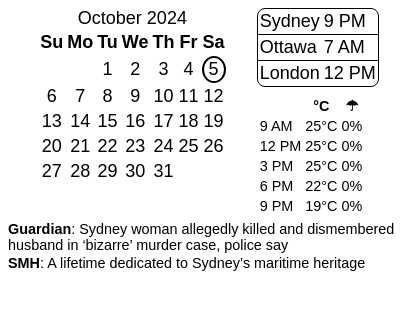 October 2024
Su Mo Tu We Th Fr Sa
1 2 3 4 5
6 7 8 9 10 11 12
13 14 15 16 17 18 19
20 21 22 23 24 25 26
27 28 29 30 31
Sydney 9 PM
Ottawa 7 AM
London 12 PM
°C ☂
9 AM 25°C 0%
12 PM 25°C 0%
3 PM 25°C 0%
6 PM 22°C 0%
9 PM 19°C 0%
Guardian: Sydney woman allegedly killed and dismembered
husband in ‘bizarre’ murder case, police say
SMH: A lifetime dedicated to Sydney’s maritime heritage